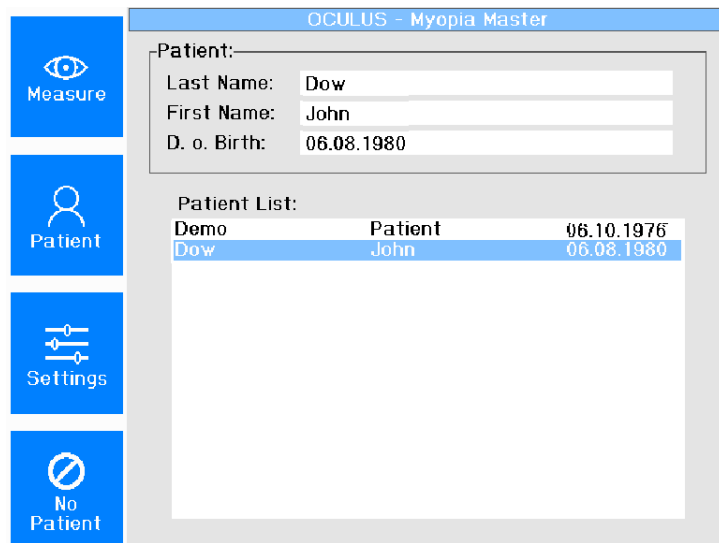 OCULUS - Myopia Master
Measure
Patient
Settings
No
Patient
Patient:
Last Name: Dow
First Name: John
D. o. Birth: 06.08.1980
Patient List:
Demo Patient 06.10.1976
Dow John 06.08.1980